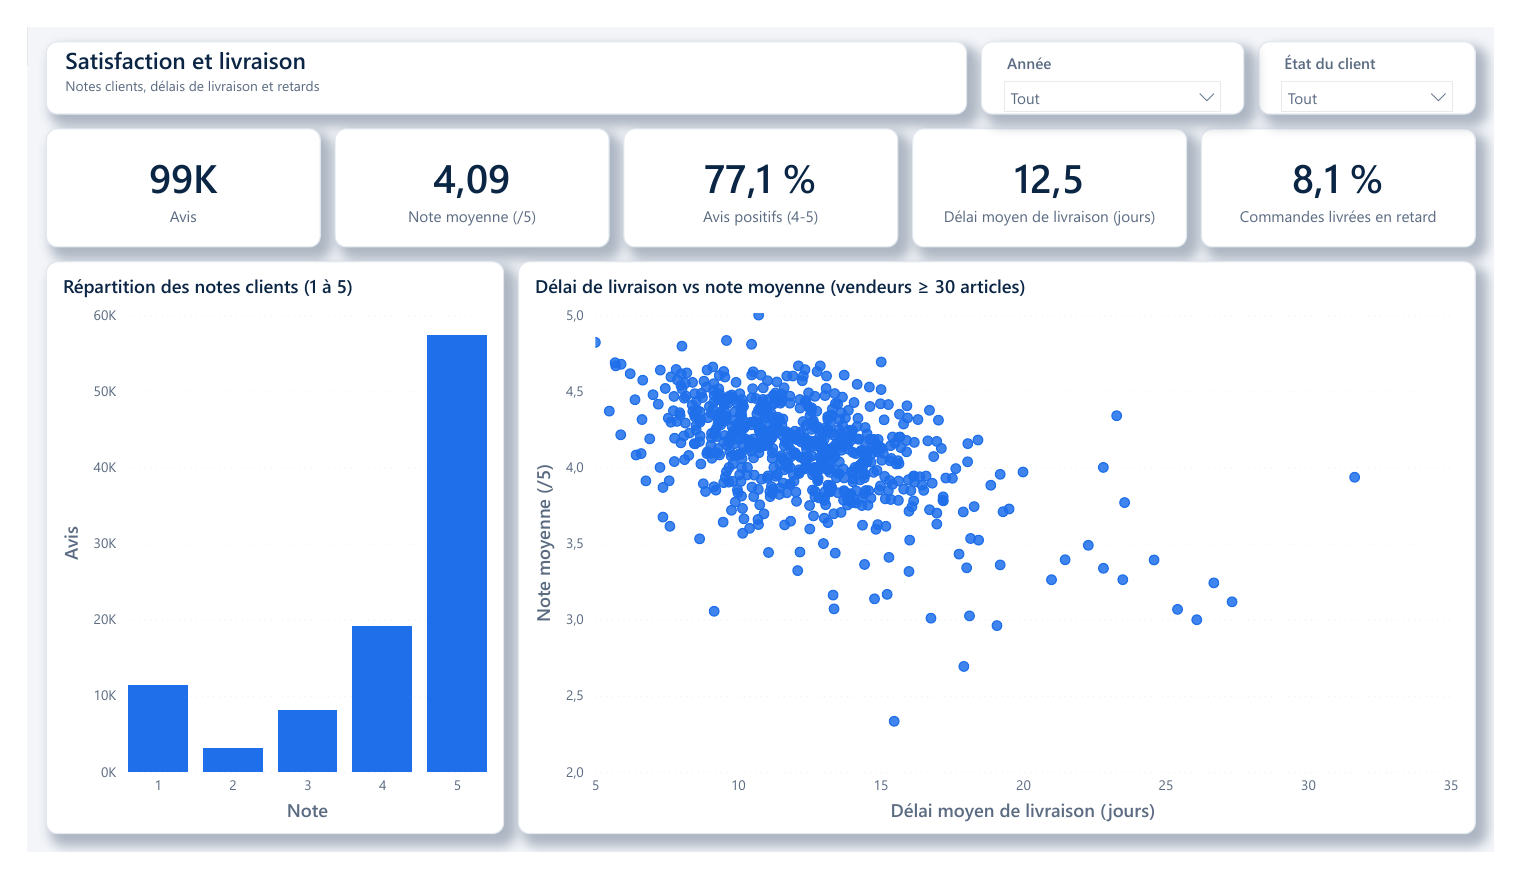 Satisfaction et livraison
Notes clients, délais de livraison et retards
Année
Tout
État du client
Tout
99K
Avis
4,09
Note moyenne (/5)
77,1 %
Avis positifs (4-5)
12,5
Délai moyen de livraison (jours)
8,1 %
Commandes livrées en retard
Répartition des notes clients (1 à 5)
60K
50K
40K
30K
20K
10K
0K
Avis
1 2 3 4 5
Note
Délai de livraison vs note moyenne (vendeurs ≥ 30 articles)
5,0
4,5
4,0
3,5
3,0
2,5
2,0
Note moyenne (/5)
5 10 15 20 25 30 35
Délai moyen de livraison (jours)